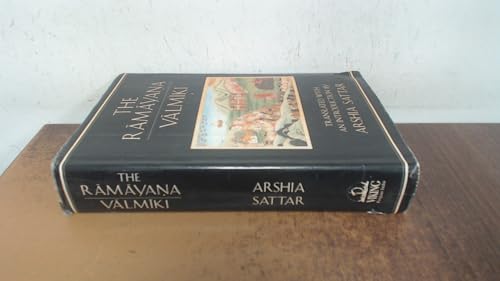 THE
RĀMĀYAṆA
VĀLMĪKI
TRANSLATED WITH
AN INTRODUCTION BY
ARSHIA SATTAR
THE
RĀMĀYAṆA
VĀLMĪKI
ARSHIA
SATTAR
VIKING